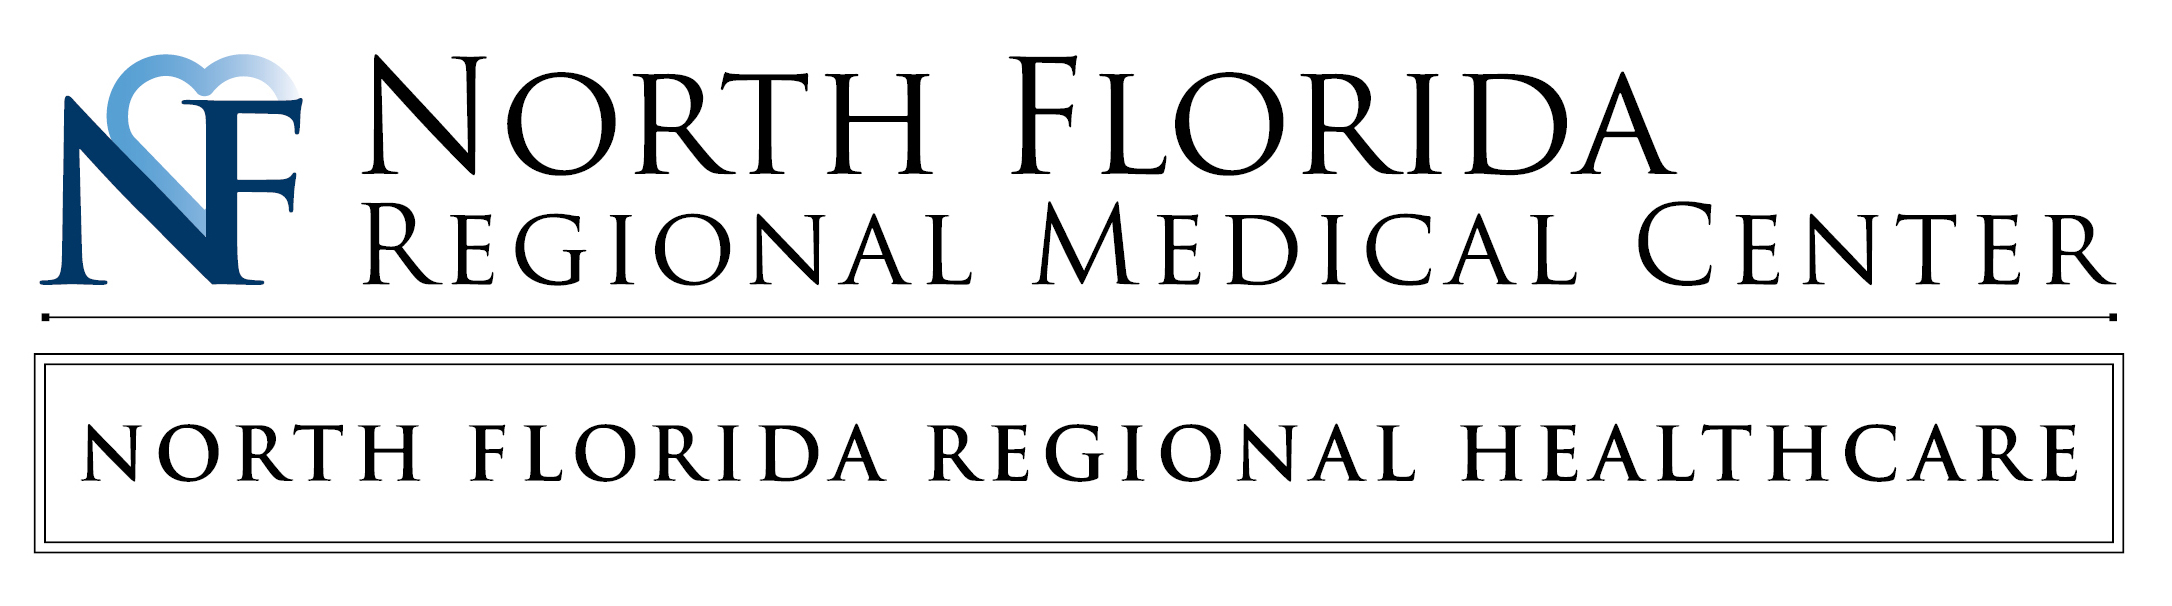 NF
North Florida
Regional Medical Center
NORTH FLORIDA REGIONAL HEALTHCARE